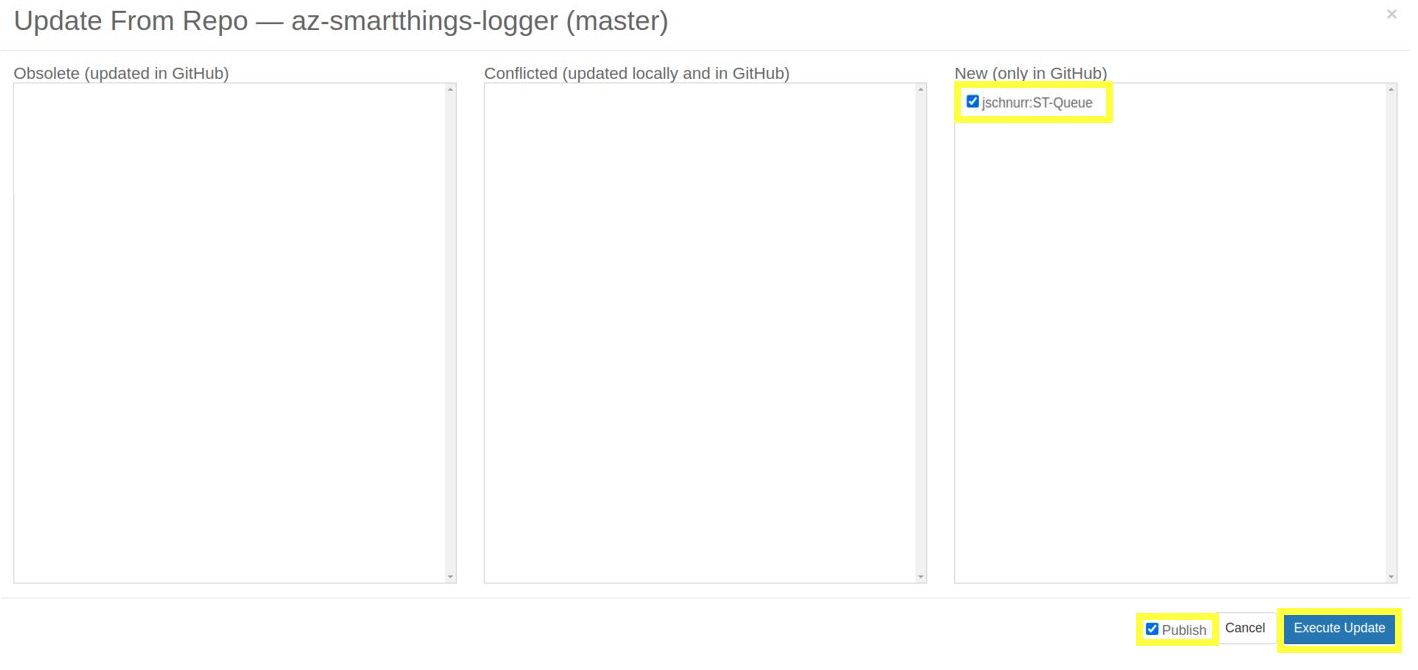 Update From Repo — az-smartthings-logger (master)
×
Obsolete (updated in GitHub)
Conflicted (updated locally and in GitHub)
New (only in GitHub)
jschnurr:ST-Queue
Publish
Cancel
Execute Update